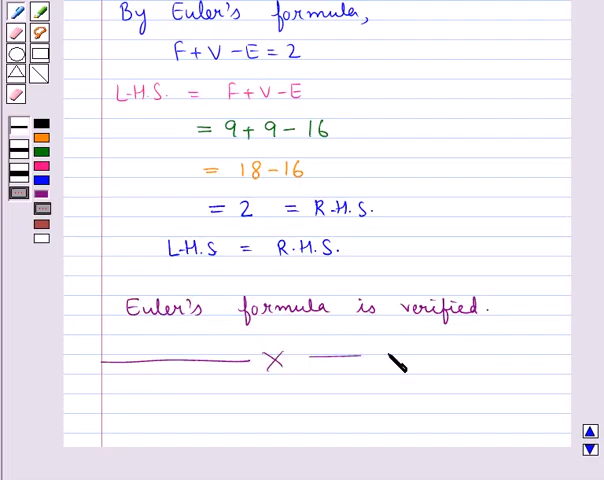 By Euler's formula,
F + V – E = 2
L.H.S. = F + V – E
= 9 + 9 – 16
= 18 – 16
= 2 = R.H.S.
L.H.S = R.H.S.
Euler's formula is verified.